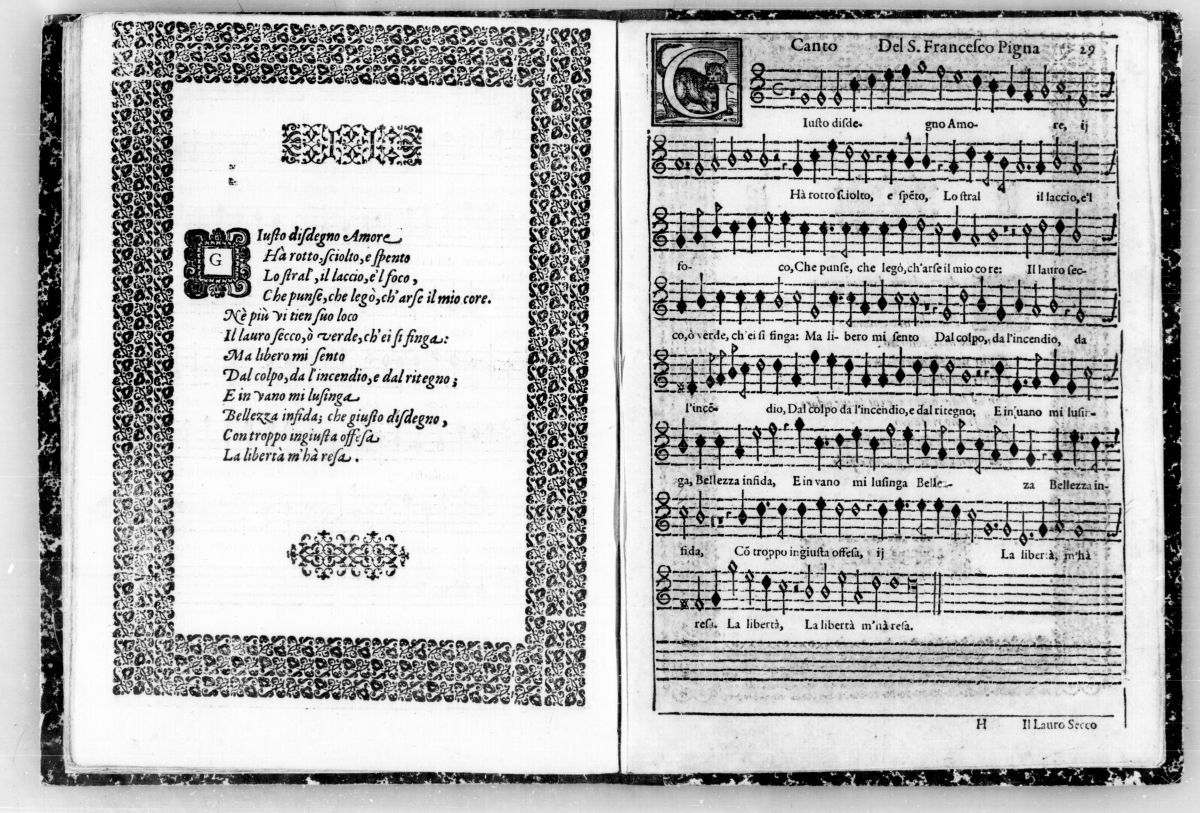 G
Iusto disdegno Amore
Hà rotto, sciolto, e spento
Lo stral', il laccio, e'l foco,
Che punse, che legò, ch'arse il mio core.
Nè più vi tien suo loco
Il lauro secco, ò verde, ch'ei si finga:
Ma libero mi sento
Dal colpo, da l'incendio, e dal ritegno;
E in vano mi lusinga
Bellezza infida; che giusto disdegno,
Con troppo ingiusta offesa
La libertà m'hà resa.
Canto Del S. Francesco Pigna 29
G
Iusto disde- gno Amo- re, ij
Hà rotto sciolto, e spẽto, Lo stral il laccio, e'l
fo- co, Che punse, che legò, ch'arse il mio core: Il lauro sec-
co, ò verde, ch'ei si finga: Ma li- bero mi sento Dal colpo, da l'incendio, da
l'incẽ- dio, Dal colpo da l'incendio, e dal ritegno; E in vano mi lusin-
ga, Bellezza infida, E in vano mi lusinga Bellez- za Bellezza in-
fida, Cõ troppo ingiusta offesa, ij La libertà, m'hà
resa. La libertà, La libertà m'hà resa.
H Il Lauro Secco